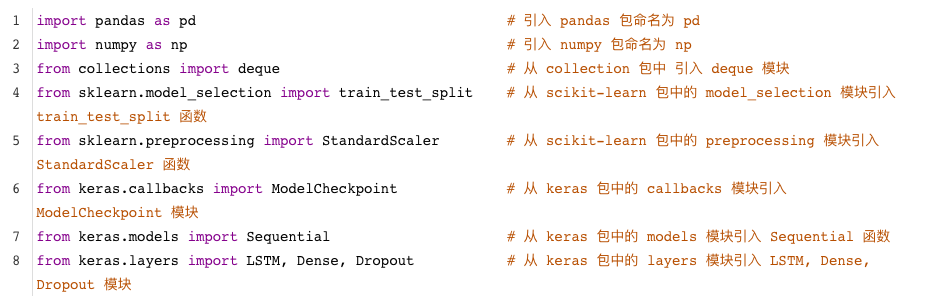 1 import pandas as pd # 引入 pandas 包命名为 pd
2 import numpy as np # 引入 numpy 包命名为 np
3 from collections import deque # 从 collection 包中 引入 deque 模块
4 from sklearn.model_selection import train_test_split # 从 scikit-learn 包中的 model_selection 模块引入
train_test_split 函数
5 from sklearn.preprocessing import StandardScaler # 从 scikit-learn 包中的 preprocessing 模块引入
StandardScaler 函数
6 from keras.callbacks import ModelCheckpoint # 从 keras 包中的 callbacks 模块引入
ModelCheckpoint 模块
7 from keras.models import Sequential # 从 keras 包中的 models 模块引入 Sequential 函数
8 from keras.layers import LSTM, Dense, Dropout # 从 keras 包中的 layers 模块引入 LSTM, Dense,
Dropout 模块